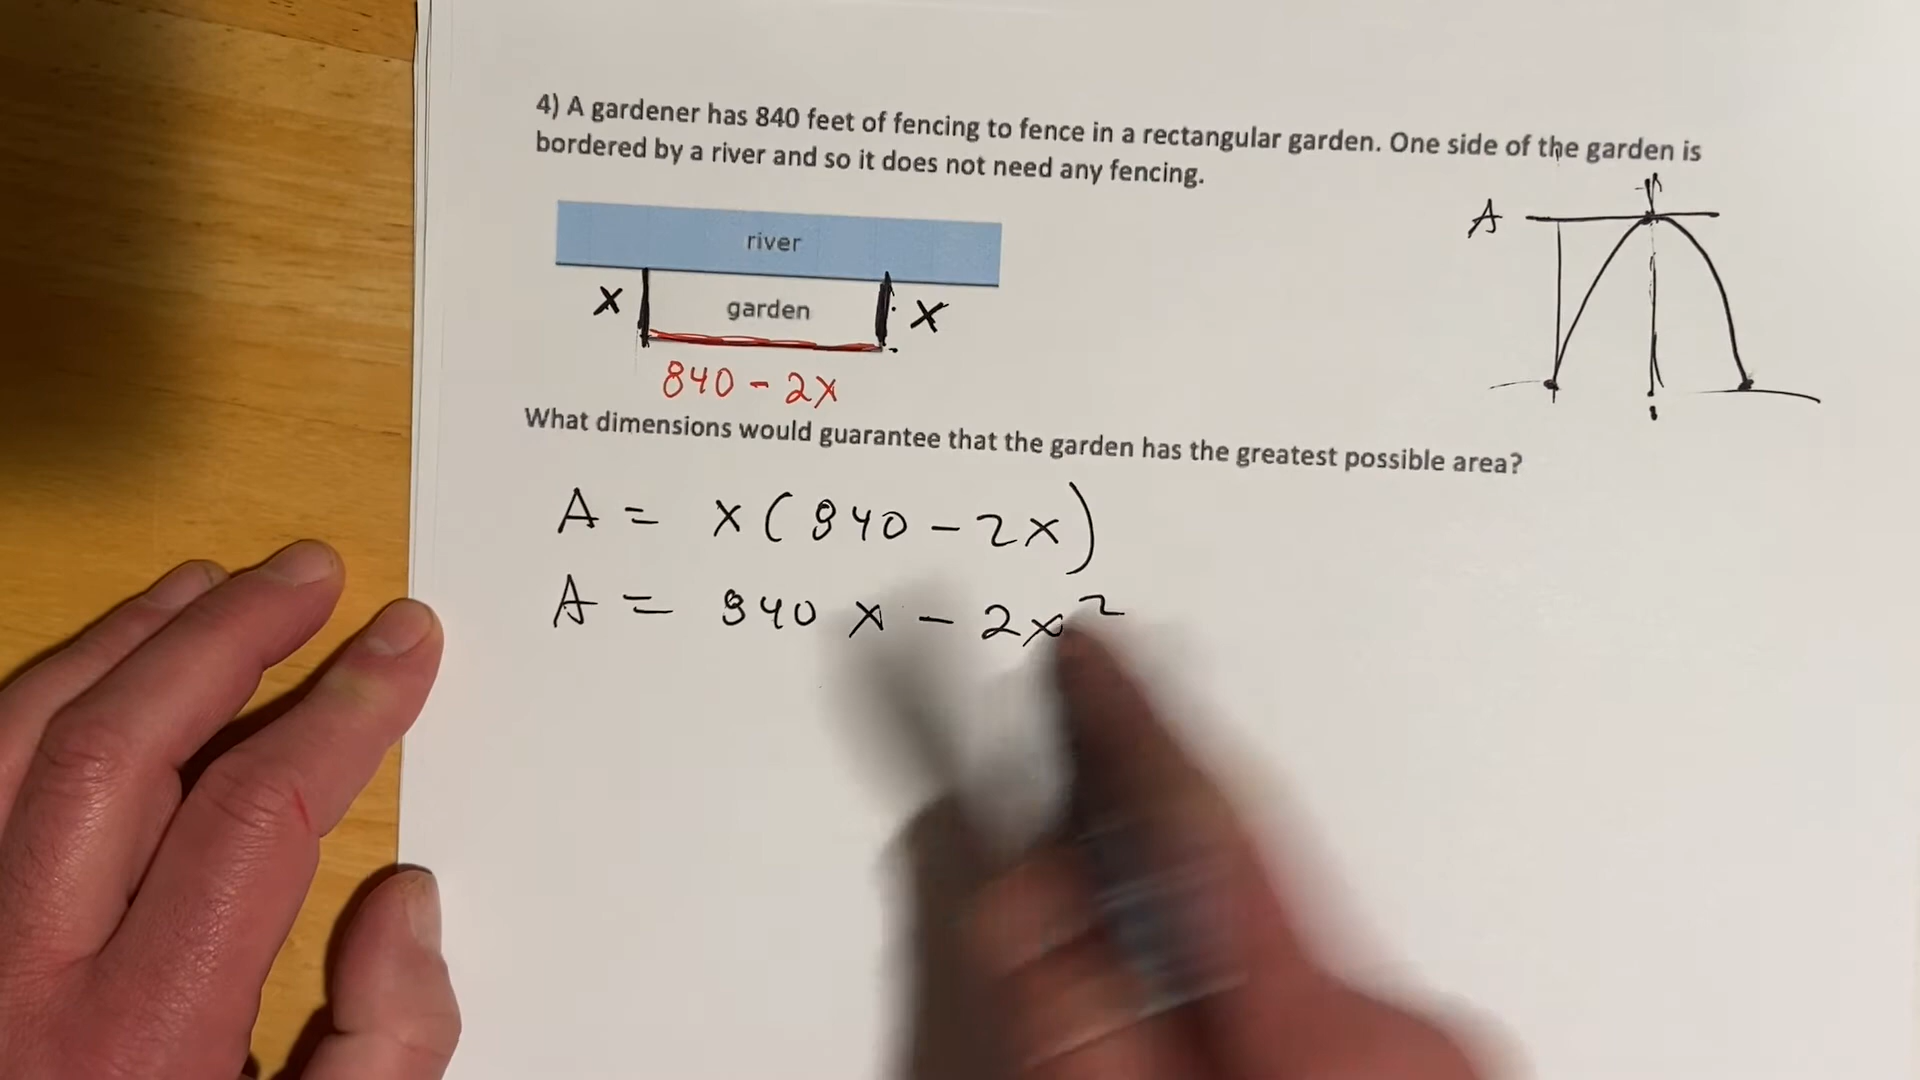 4) A gardener has 840 feet of fencing to fence in a rectangular garden. One side of the garden is
bordered by a river and so it does not need any fencing.
river
X garden X
840 - 2X
A
What dimensions would guarantee that the garden has the greatest possible area?
A = x(840 - 2x)
A = 840 x - 2x²